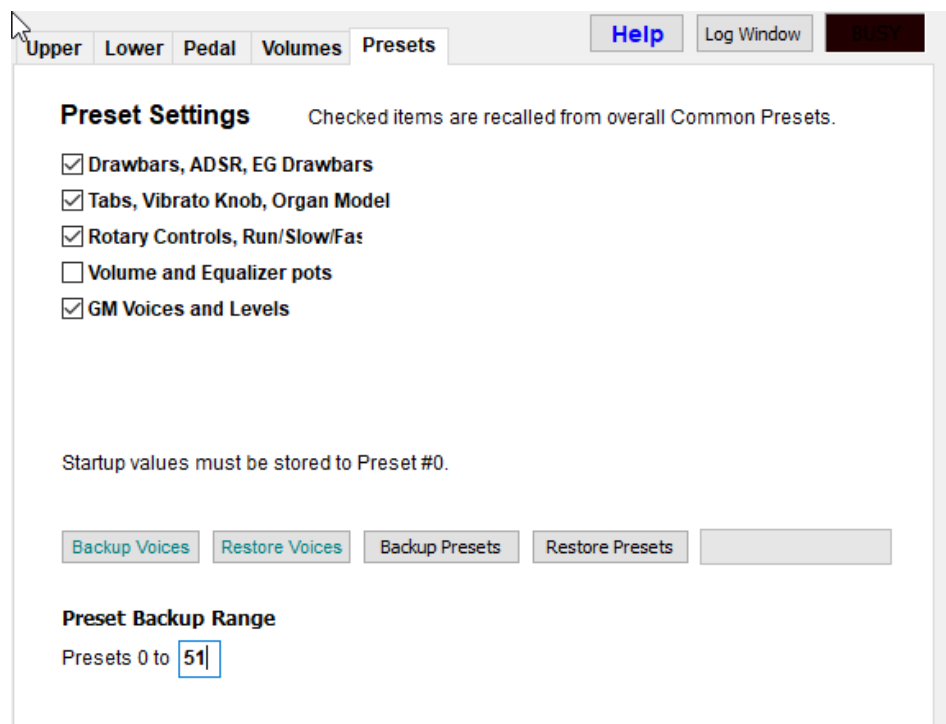 Upper Lower Pedal Volumes Presets Help Log Window BUSY
Preset Settings Checked items are recalled from overall Common Presets.
Drawbars, ADSR, EG Drawbars
Tabs, Vibrato Knob, Organ Model
Rotary Controls, Run/Slow/Fas
Volume and Equalizer pots
GM Voices and Levels
Startup values must be stored to Preset #0.
Backup Voices Restore Voices Backup Presets Restore Presets
Preset Backup Range
Presets 0 to 51